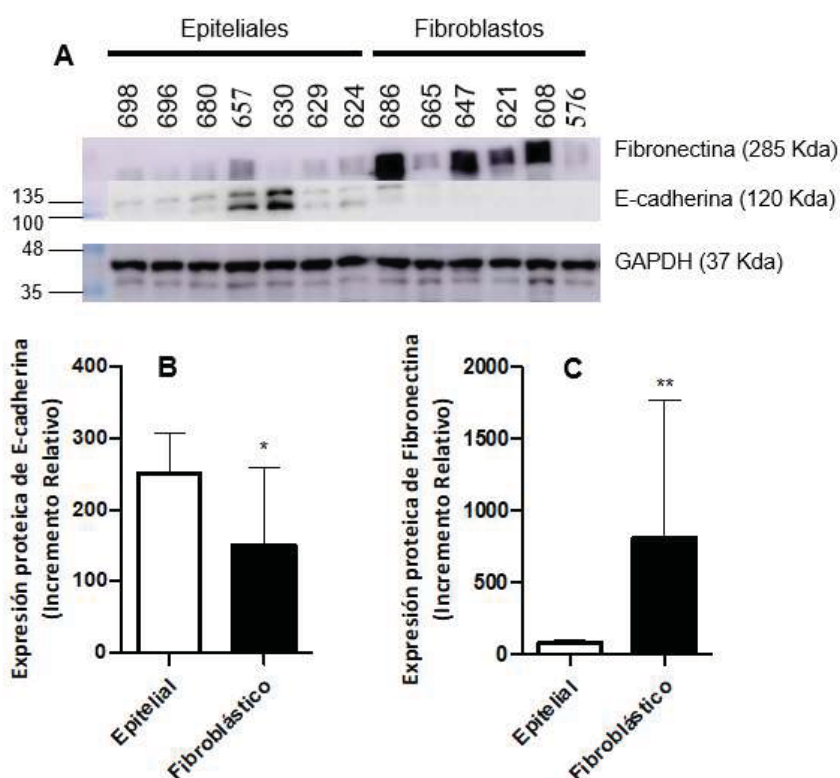 Epiteliales Fibroblastos
A
698 696 680 657 630 629 624 686 665 647 621 608 576
Fibronectina (285 Kda)
135
E-cadherina (120 Kda)
100
48
GAPDH (37 Kda)
35
B
Expresión proteica de E-cadherina
(Incremento Relativo)
400
300
200
100
0
*
Epitelial
Fibroblástico
C
Expresión proteica de Fibronectina
(Incremento Relativo)
2000
1500
1000
500
0
**
Epitelial
Fibroblástico